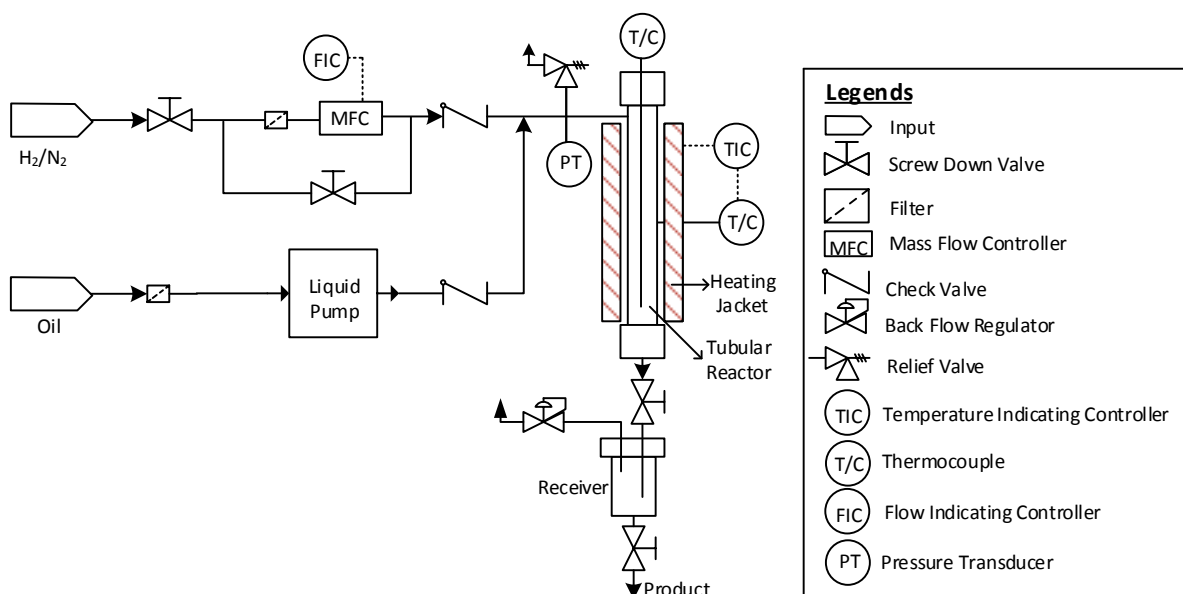 T/C
FIC
MFC
H₂/N₂
PT
TIC
T/C
Liquid
Pump
Oil
Heating
Jacket
Tubular
Reactor
Receiver
Product
Legends
Input
Screw Down Valve
Filter
MFC Mass Flow Controller
Check Valve
Back Flow Regulator
Relief Valve
TIC Temperature Indicating Controller
T/C Thermocouple
FIC Flow Indicating Controller
PT Pressure Transducer